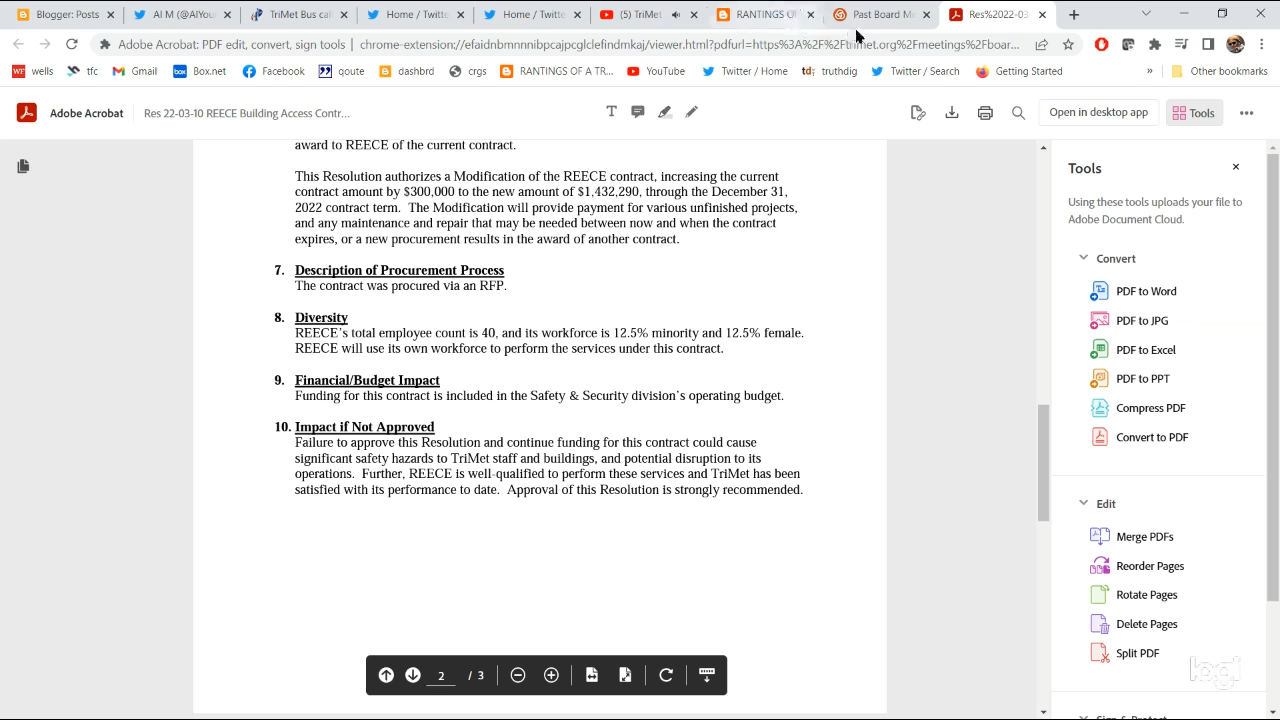 Blogger: Posts
AI M (@AIYour
TriMet Bus call
Home / Twitte
Home / Twitte
(5) TriMet
RANTINGS OF
Past Board Me
Res%2022-03
Adobe Acrobat: PDF edit, convert, sign tools | chrome-extension://efaidnbmnnnibpcajpcglclefindmkaj/viewer.html?pdfurl=https%3A%2F%2Ftrimet.org%2Fmeetings%2Fboar...
wells
tfc
Gmail
Box.net
Facebook
qoute
dashbrd
crgs
RANTINGS OF A TR...
YouTube
Twitter / Home
truthdig
Twitter / Search
Getting Started
»
Other bookmarks
Adobe Acrobat
Res 22-03-10 REECE Building Access Contr...
Open in desktop app
Tools
award to REECE of the current contract.
This Resolution authorizes a Modification of the REECE contract, increasing the current
contract amount by $300,000 to the new amount of $1,432,290, through the December 31,
2022 contract term. The Modification will provide payment for various unfinished projects,
and any maintenance and repair that may be needed between now and when the contract
expires, or a new procurement results in the award of another contract.
7. Description of Procurement Process
The contract was procured via an RFP.
8. Diversity
REECE's total employee count is 40, and its workforce is 12.5% minority and 12.5% female.
REECE will use its own workforce to perform the services under this contract.
9. Financial/Budget Impact
Funding for this contract is included in the Safety & Security division's operating budget.
10. Impact if Not Approved
Failure to approve this Resolution and continue funding for this contract could cause
significant safety hazards to TriMet staff and buildings, and potential disruption to its
operations. Further, REECE is well-qualified to perform these services and TriMet has been
satisfied with its performance to date. Approval of this Resolution is strongly recommended.
2 / 3
Tools
Using these tools uploads your file to
Adobe Document Cloud.
Convert
PDF to Word
PDF to JPG
PDF to Excel
PDF to PPT
Compress PDF
Convert to PDF
Edit
Merge PDFs
Reorder Pages
Rotate Pages
Delete Pages
Split PDF
Sign & Protect